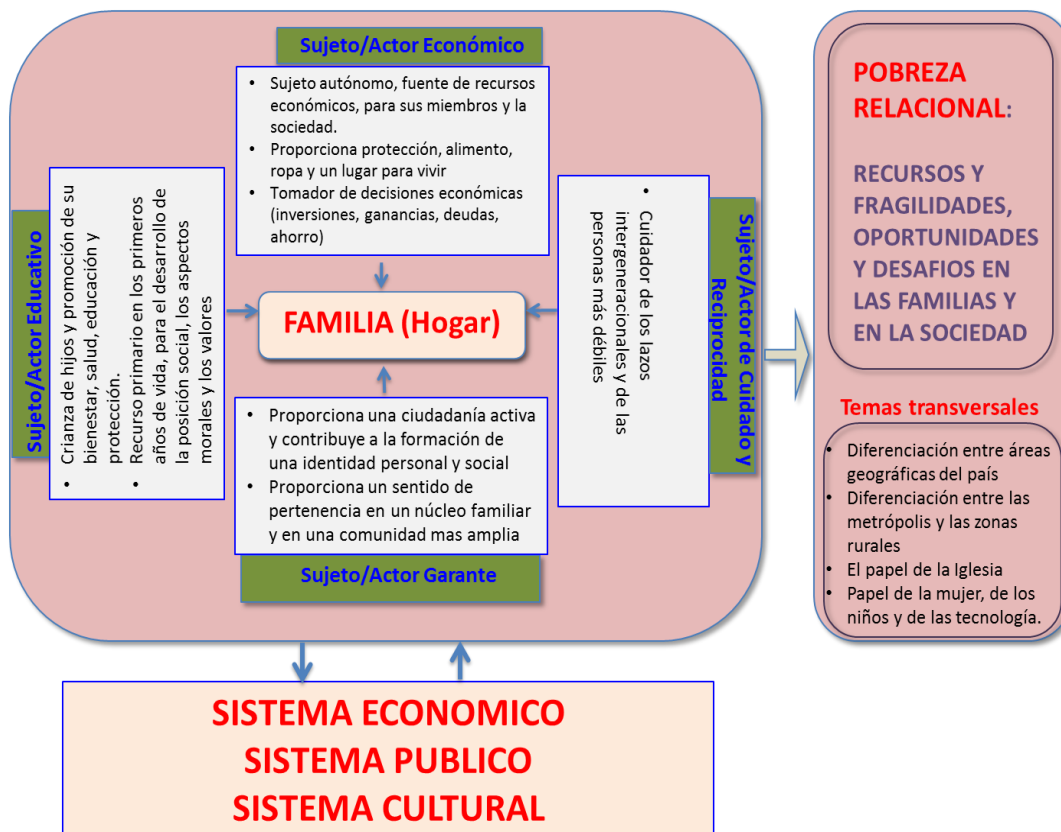 Sujeto/Actor Económico
• Sujeto autónomo, fuente de recursos
económicos, para sus miembros y la
sociedad.
• Proporciona protección, alimento,
ropa y un lugar para vivir
• Tomador de decisiones económicas
(inversiones, ganancias, deudas,
ahorro)
Sujeto/Actor Educativo
• Crianza de hijos y promoción de su
bienestar, salud, educación y
protección.
• Recurso primario en los primeros
años de vida, para el desarrollo de
la posición social, los aspectos
morales y los valores
FAMILIA (Hogar)
• Cuidador de los lazos
intergeneracionales y de las
personas más débiles
Sujeto/Actor de Cuidado y
Reciprocidad
• Proporciona una ciudadanía activa
y contribuye a la formación de
una identidad personal y social
• Proporciona un sentido de
pertenencia en un núcleo familiar
y en una comunidad mas amplia
Sujeto/Actor Garante
SISTEMA ECONOMICO
SISTEMA PUBLICO
SISTEMA CULTURAL
POBREZA
RELACIONAL:
RECURSOS Y
FRAGILIDADES,
OPORTUNIDADES
Y DESAFIOS EN
LAS FAMILIAS Y
EN LA SOCIEDAD
Temas transversales
• Diferenciación entre áreas
geográficas del país
• Diferenciación entre las
metrópolis y las zonas
rurales
• El papel de la Iglesia
• Papel de la mujer, de los
niños y de las tecnología.